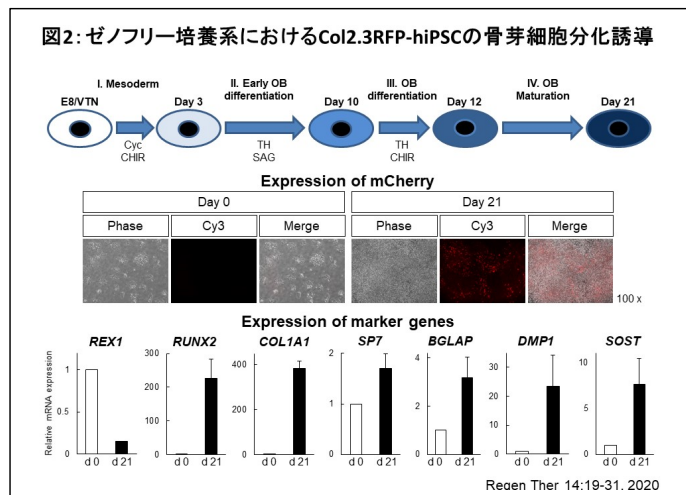 図2：ゼノフリー培養系におけるCol2.3RFP-hiPSCの骨芽細胞分化誘導
I. Mesoderm
II. Early OB differentiation
III. OB differentiation
IV. OB Maturation
E8/VTN
Day 3
Day 10
Day 12
Day 21
Cyc
CHIR
TH
SAG
TH
CHIR
Expression of mCherry
Day 0
Day 21
Phase
Cy3
Merge
Phase
Cy3
Merge
100 x
Expression of marker genes
REX1
RUNX2
COL1A1
SP7
BGLAP
DMP1
SOST
Relative mRNA expression
1
0.5
0
300
200
100
0
400
200
0
2
1
0
4
2
0
30
20
10
0
10
5
0
d 0 d 21
d 0 d 21
d 0 d 21
d 0 d 21
d 0 d 21
d 0 d 21
d 0 d 21
Regen Ther 14:19-31, 2020